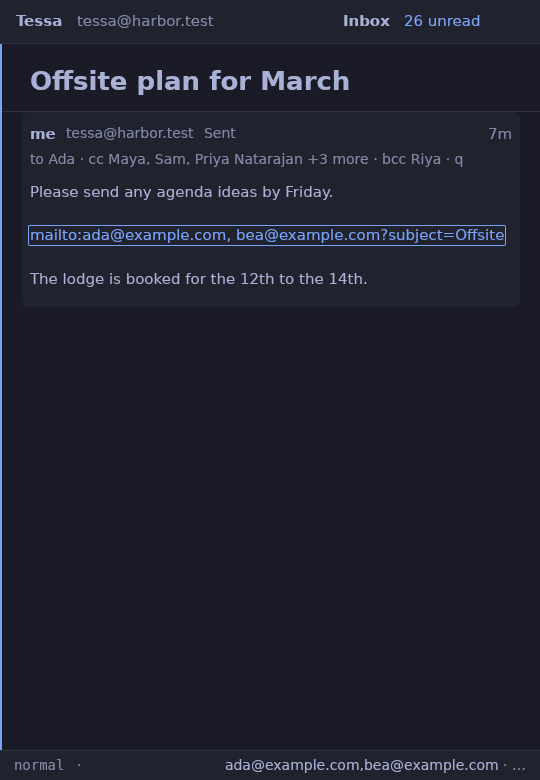 Tessa tessa@harbor.test Inbox 26 unread
Offsite plan for March
me tessa@harbor.test Sent 7m
to Ada · cc Maya, Sam, Priya Natarajan +3 more · bcc Riya · q
Please send any agenda ideas by Friday.
mailto:ada@example.com, bea@example.com?subject=Offsite
The lodge is booked for the 12th to the 14th.
normal · ada@example.com,bea@example.com · …